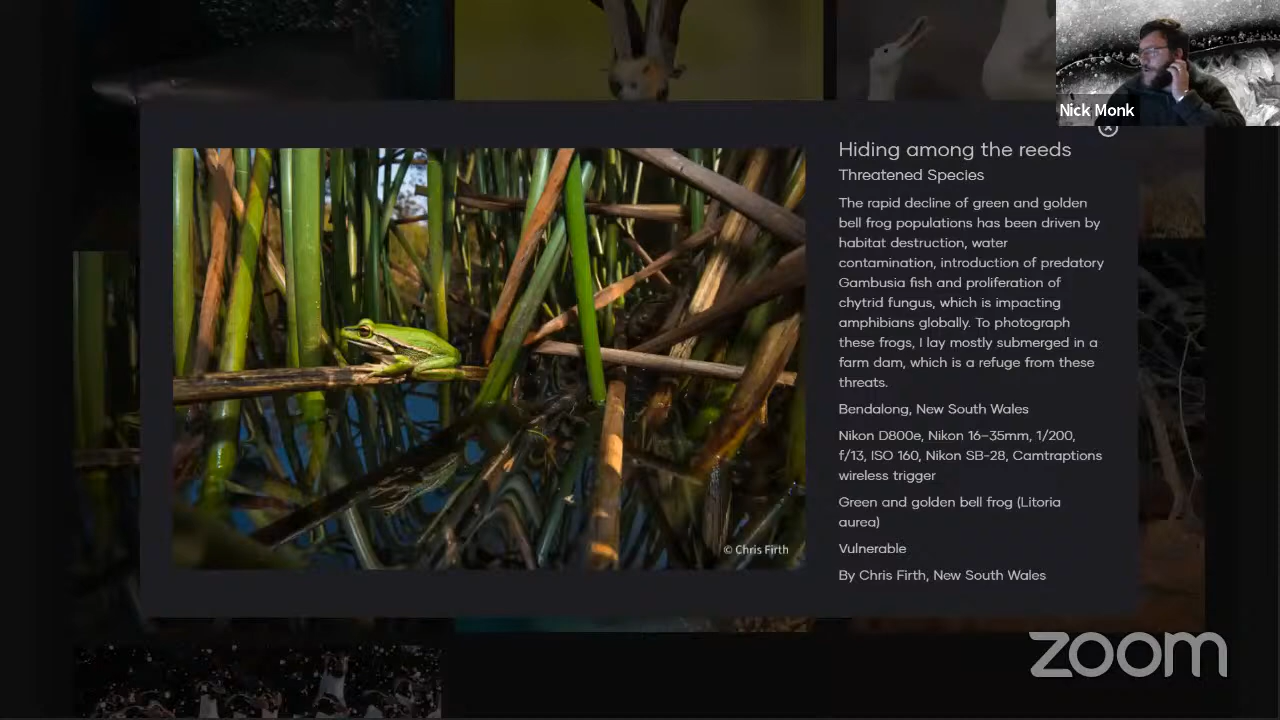 Nick Monk
Hiding among the reeds
Threatened Species
The rapid decline of green and golden
bell frog populations has been driven by
habitat destruction, water
contamination, introduction of predatory
Gambusia fish and proliferation of
chytrid fungus, which is impacting
amphibians globally. To photograph
these frogs, I lay mostly submerged in a
farm dam, which is a refuge from these
threats.
Bendalong, New South Wales
Nikon D800e, Nikon 16–35mm, 1/200,
f/13, ISO 160, Nikon SB-28, Camtraptions
wireless trigger
Green and golden bell frog (Litoria
aurea)
Vulnerable
By Chris Firth, New South Wales
© Chris Firth
zoom